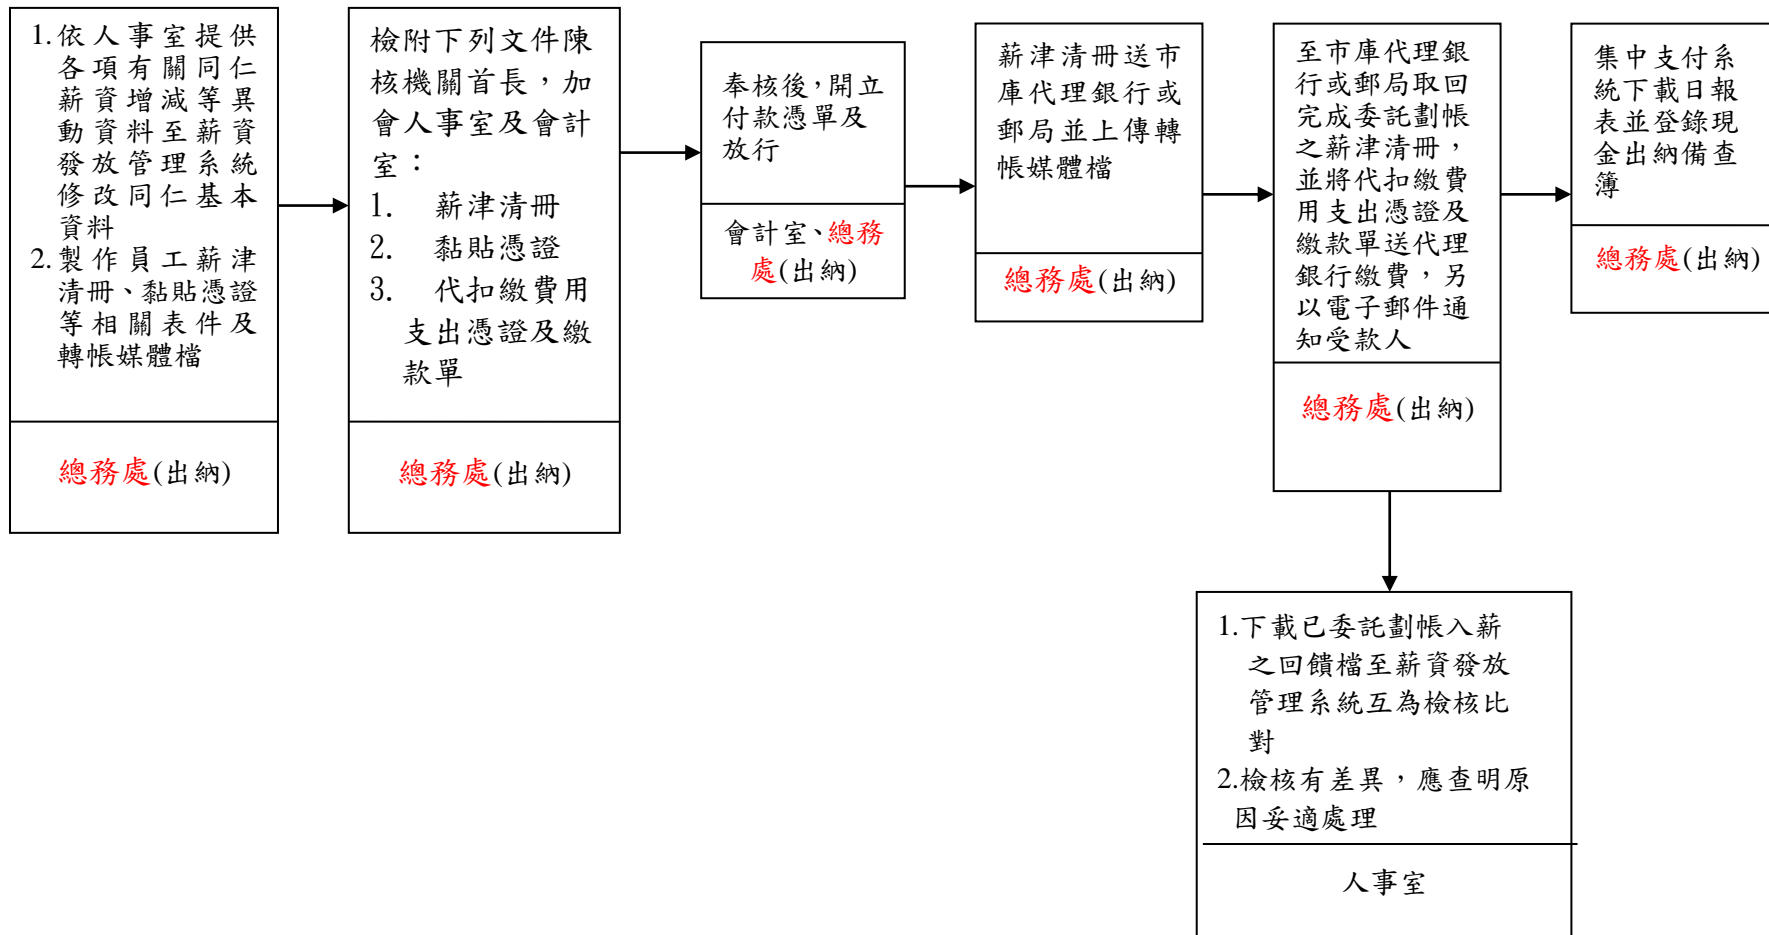 1.依人事室提供
各項有關同仁
薪資增減等異
動資料至薪資
發放管理系統
修改同仁基本
資料
2.製作員工薪津
清冊、黏貼憑證
等相關表件及
轉帳媒體檔
總務處(出納)
檢附下列文件陳
核機關首長，加
會人事室及會計
室：
1. 薪津清冊
2. 黏貼憑證
3. 代扣繳費用
支出憑證及繳
款單
總務處(出納)
奉核後，開立
付款憑單及
放行
會計室、總務
處(出納)
薪津清冊送市
庫代理銀行或
郵局並上傳轉
帳媒體檔
總務處(出納)
至市庫代理銀
行或郵局取回
完成委託劃帳
之薪津清冊，
並將代扣繳費
用支出憑證及
繳款單送代理
銀行繳費，另
以電子郵件通
知受款人
總務處(出納)
集中支付系
統下載日報
表並登錄現
金出納備查
簿
總務處(出納)
1.下載已委託劃帳入薪
之回饋檔至薪資發放
管理系統互為檢核比
對
2.檢核有差異，應查明原
因妥適處理
人事室